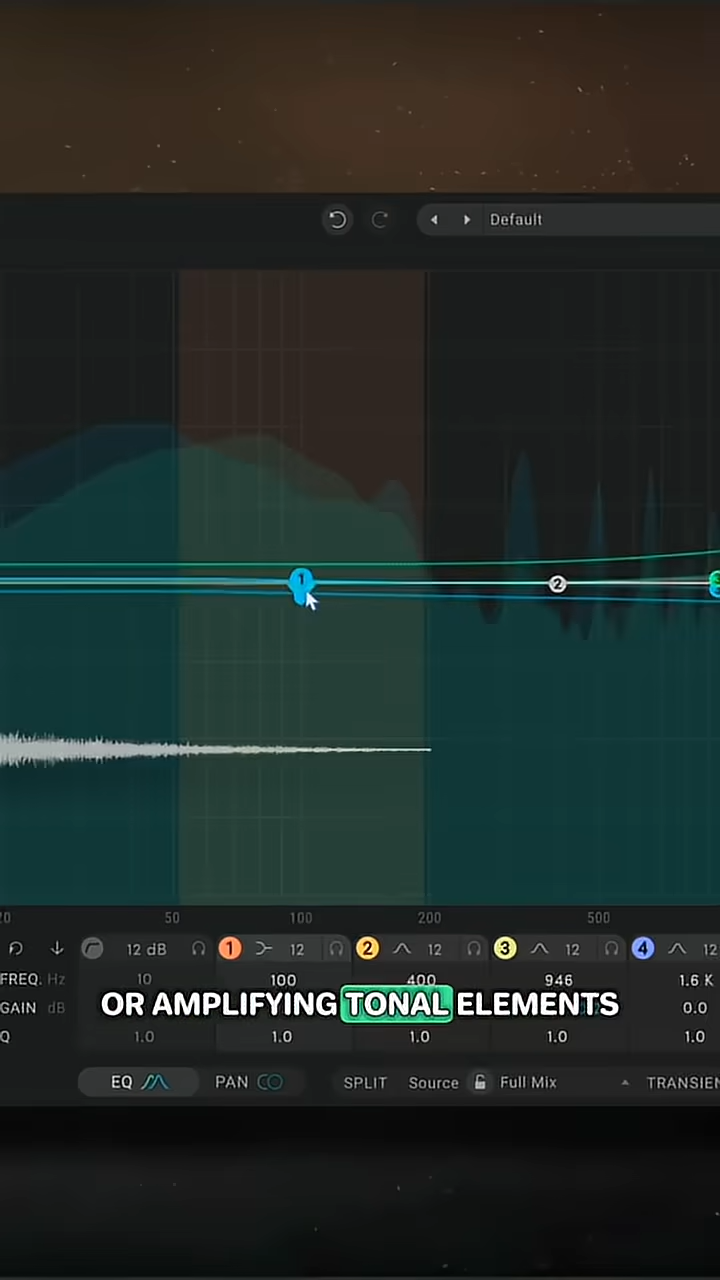 Default
1
2
20 50 100 200 500
12 dB 1 12 2 12 3 12 4 12
FREQ. Hz 10 100 400 946 1.6 K
GAIN dB 0.0
OR AMPLIFYING TONAL ELEMENTS
Q 1.0 1.0 1.0 1.0 1.0
EQ PAN SPLIT Source Full Mix TRANSIEN